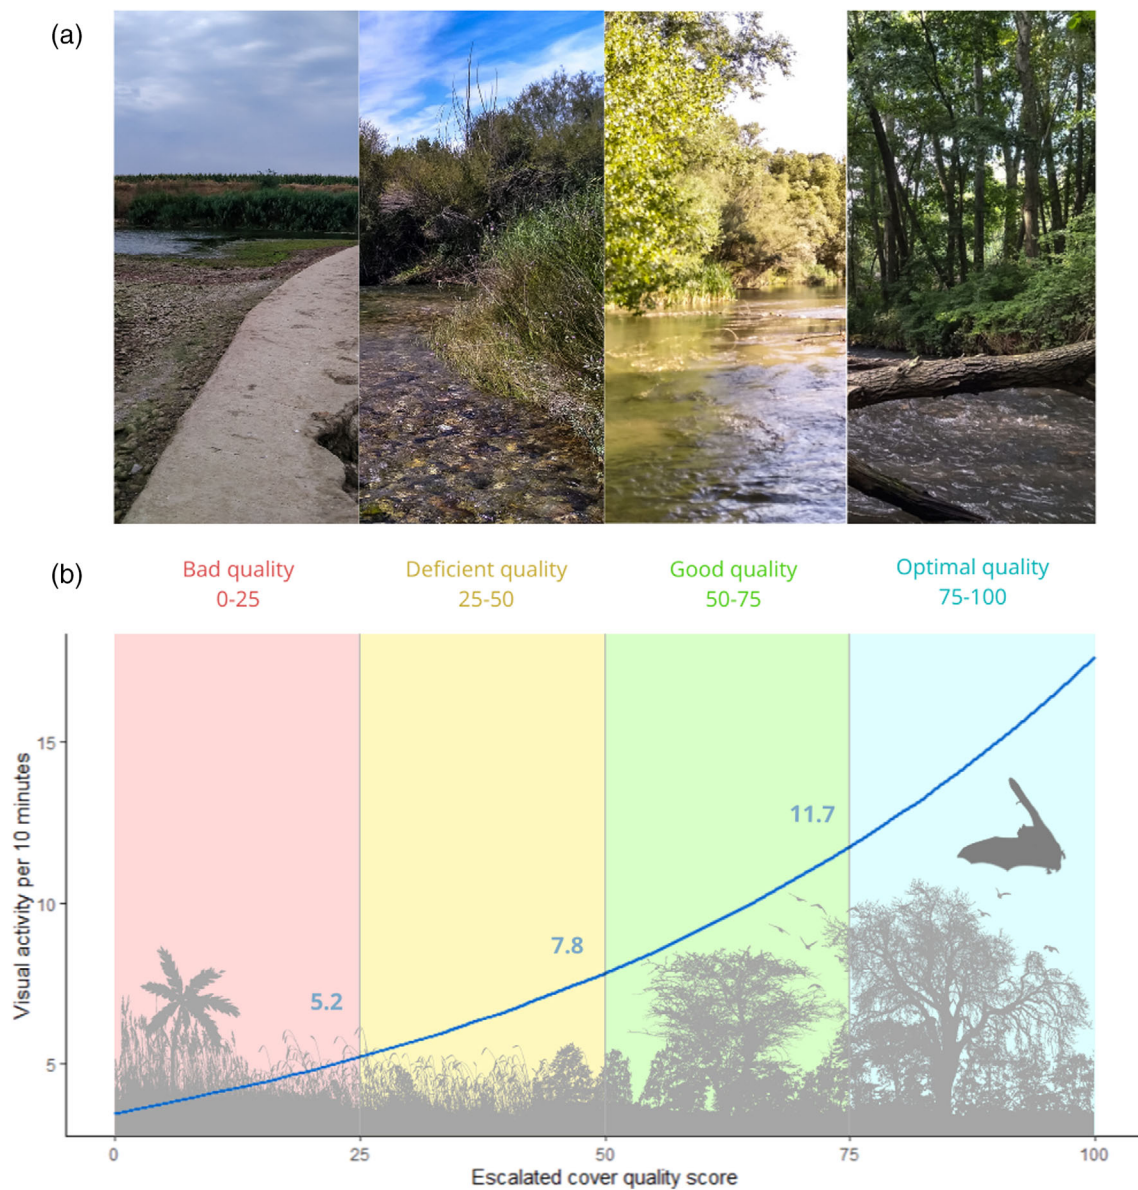 (a)
(b)
Bad quality
0-25
Deficient quality
25-50
Good quality
50-75
Optimal quality
75-100
Visual activity per 10 minutes
15
10
5
5.2
7.8
11.7
0
25
50
75
100
Escalated cover quality score